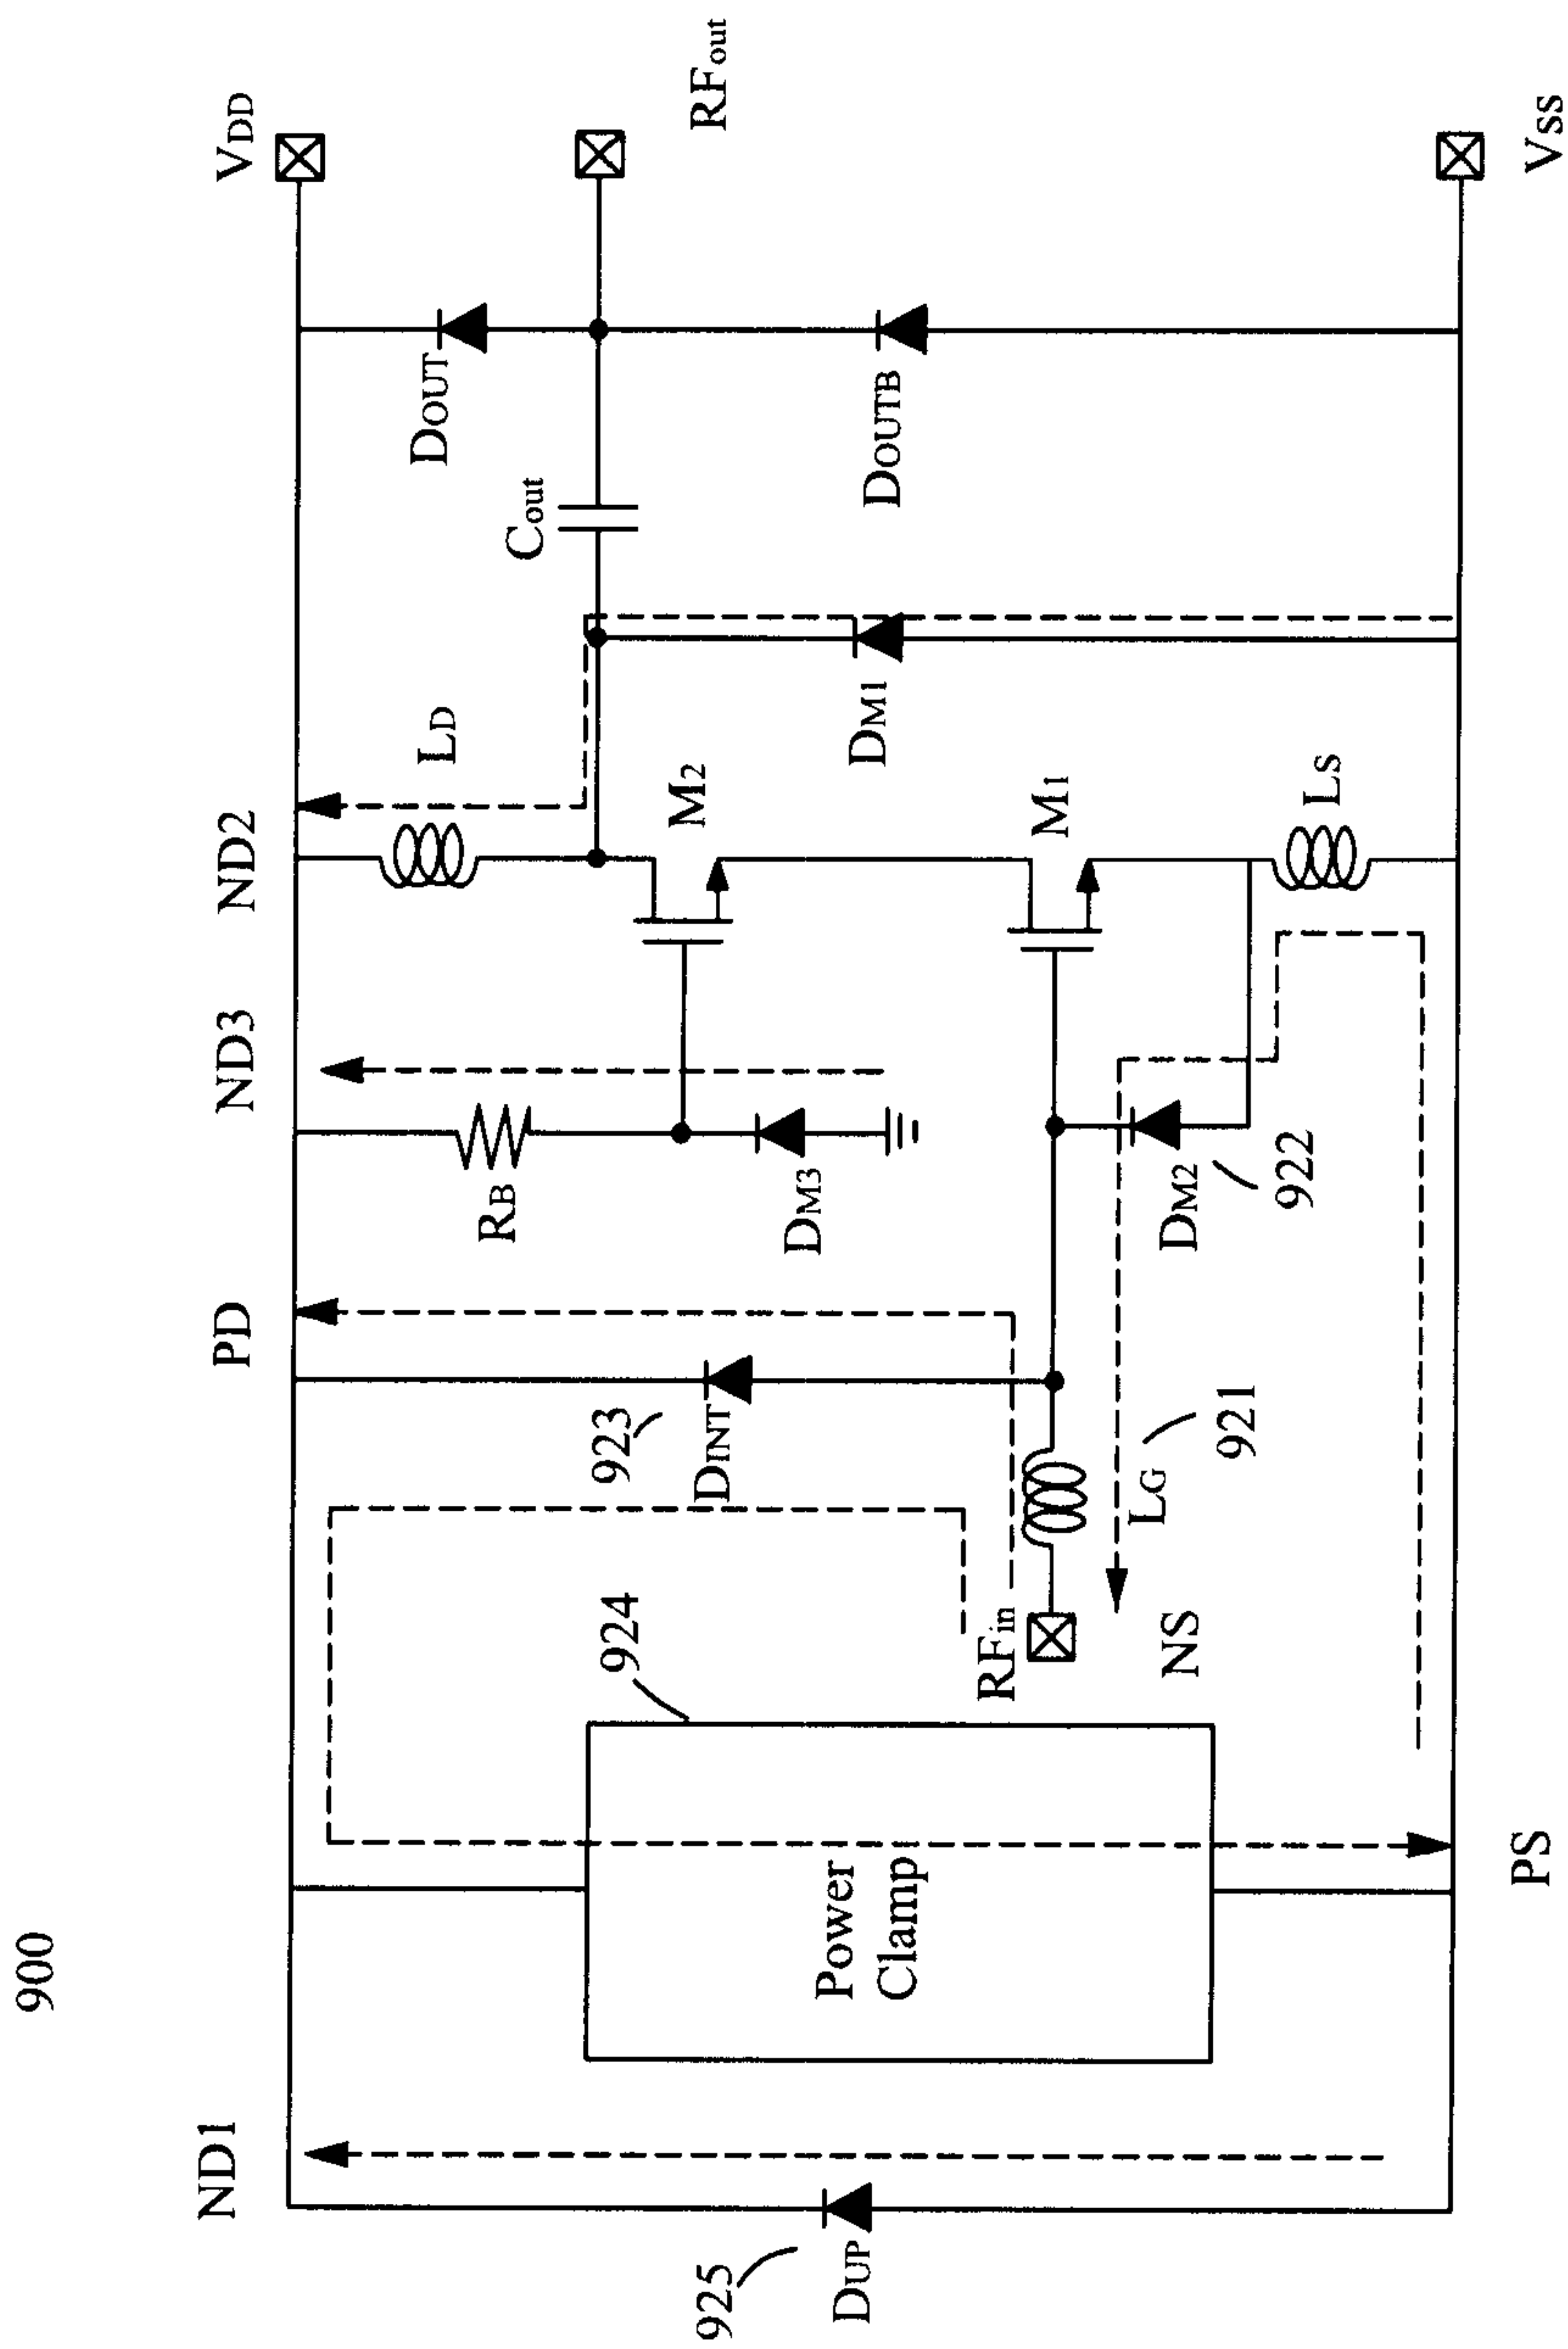 900
ND1
PD
ND3
ND2
VDD
925
DUP
Power
Clamp
924
RFin
923
DINT
RB
DM3
LD
M2
Cout
DOUT
RFout
LG
921
NS
DM2
922
M1
LS
DM1
DOUTB
PS
VSS